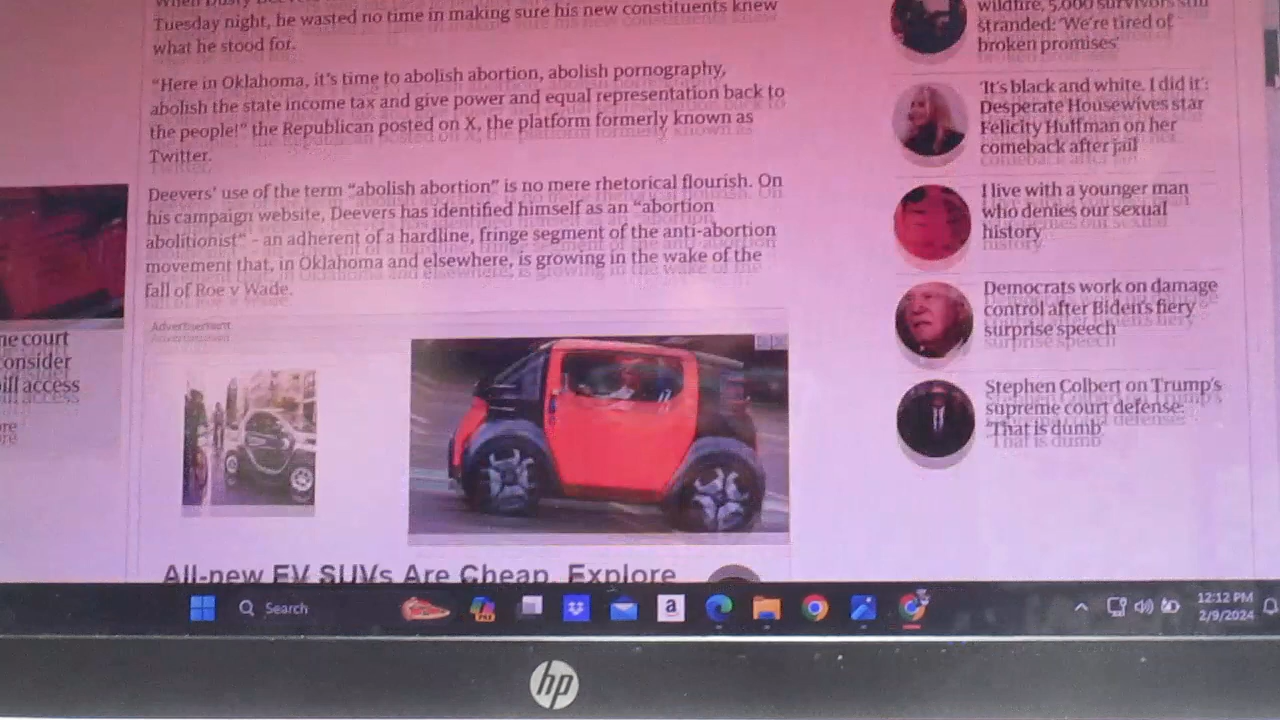 Tuesday night, he wasted no time in making sure his new constituents knew
what he stood for.
"Here in Oklahoma, it's time to abolish abortion, abolish pornography,
abolish the state income tax and give power and equal representation back to
the people!" the Republican posted on X, the platform formerly known as
Twitter.
Deevers' use of the term "abolish abortion" is no mere rhetorical flourish. On
his campaign website, Deevers has identified himself as an "abortion
abolitionist" - an adherent of a hardline, fringe segment of the anti-abortion
movement that, in Oklahoma and elsewhere, is growing in the wake of the
fall of Roe v Wade.
Advertisement
All-new EV SUVs Are Cheap. Explore
court
onsider
ill access
re
wildfire, 5,000 survivors still
stranded: 'We're tired of
broken promises'
'It's black and white. I did it':
Desperate Housewives star
Felicity Huffman on her
comeback after jail
I live with a younger man
who denies our sexual
history
Democrats work on damage
control after Biden's fiery
surprise speech
Stephen Colbert on Trump's
supreme court defense:
'That is dumb'
Search
PRE
a
12:12 PM
2/9/2024
hp